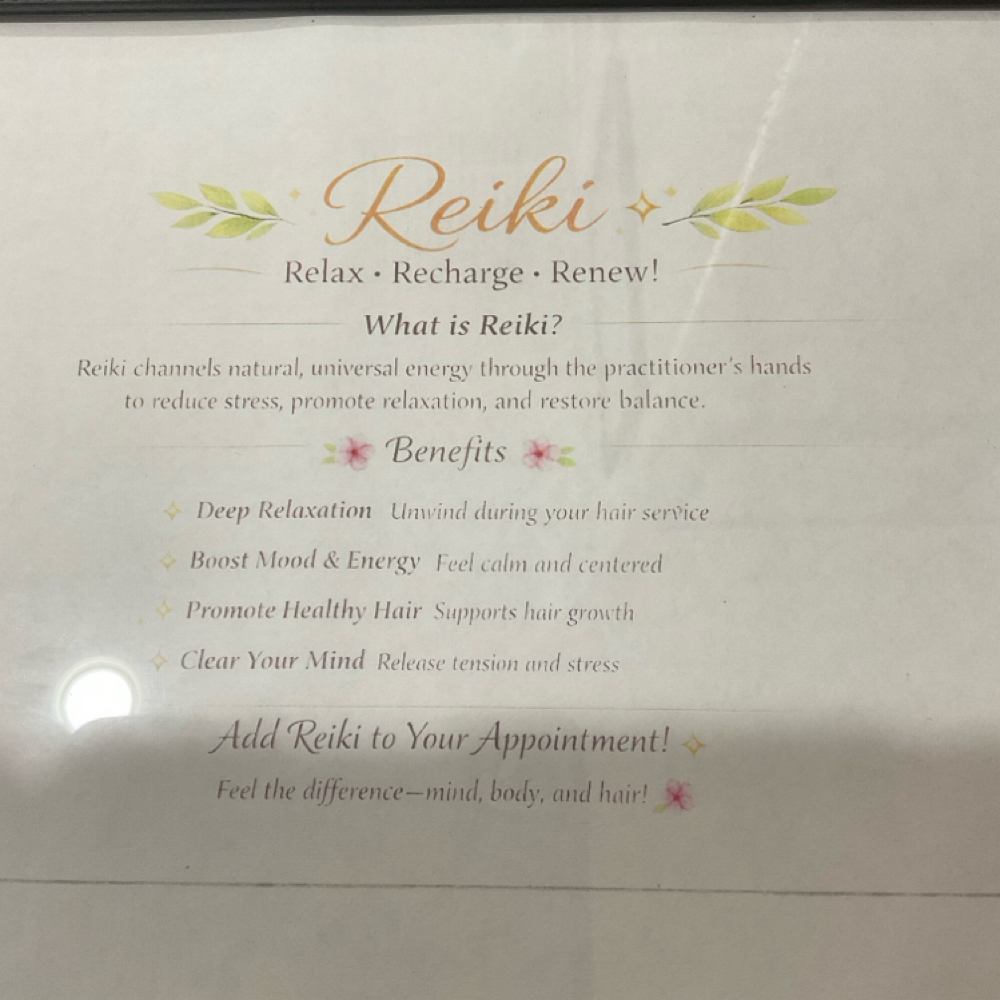 Reiki
Relax • Recharge • Renew!
What is Reiki?
Reiki channels natural, universal energy through the practitioner's hands
to reduce stress, promote relaxation, and restore balance.
Benefits
Deep Relaxation Unwind during your hair service
Boost Mood & Energy Feel calm and centered
Promote Healthy Hair Supports hair growth
Clear Your Mind Release tension and stress
Add Reiki to Your Appointment!
Feel the difference—mind, body, and hair!